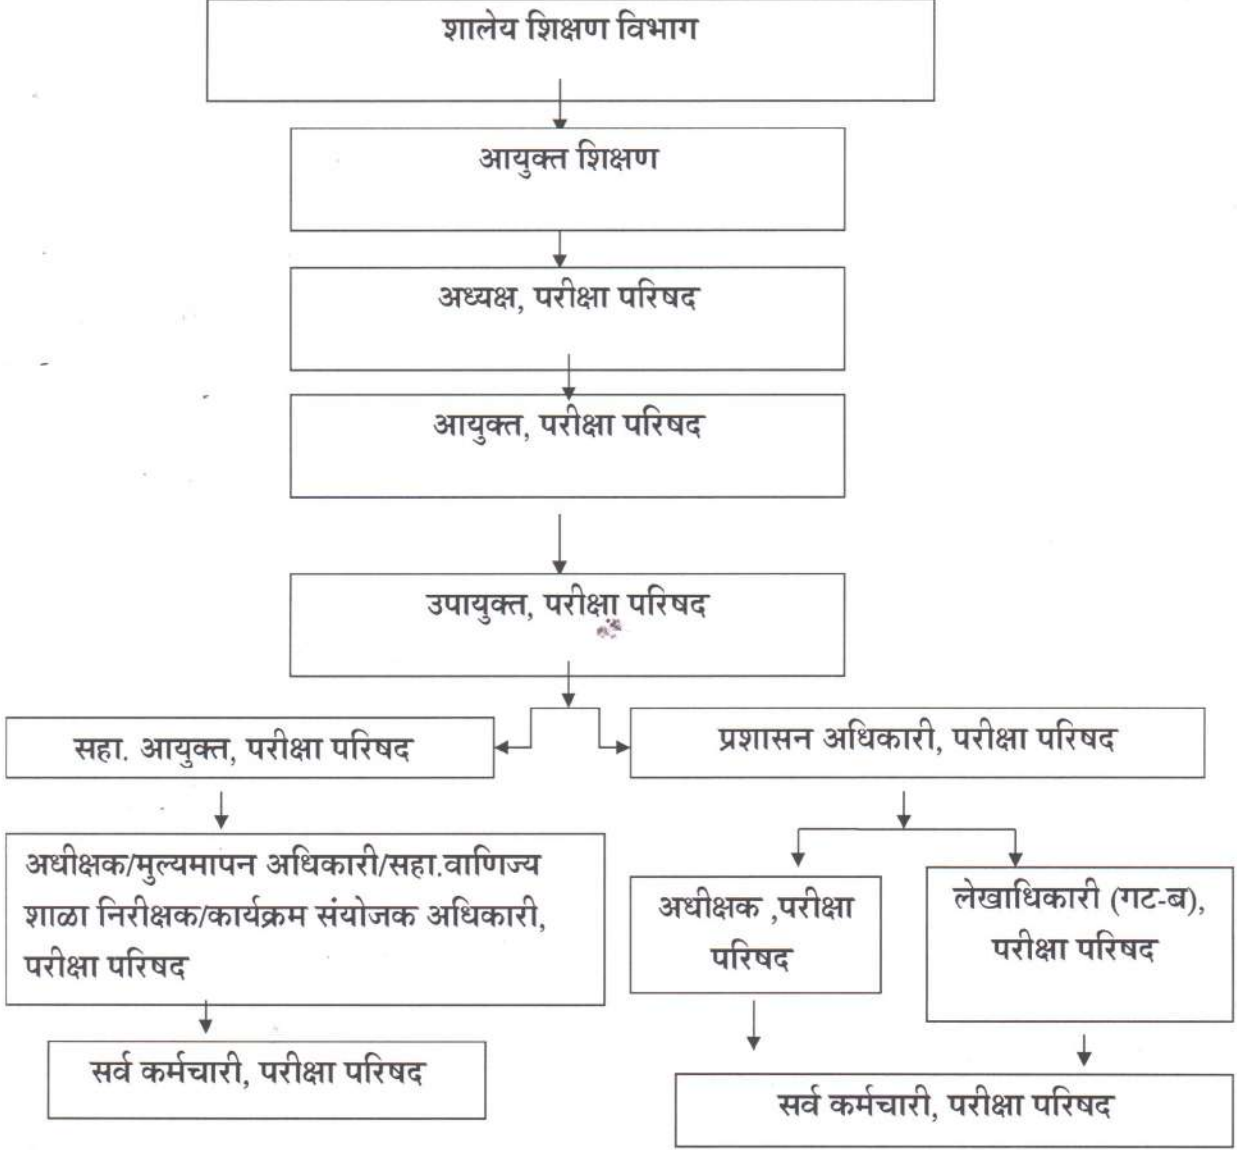 शालेय शिक्षण विभाग
आयुक्त शिक्षण
अध्यक्ष, परीक्षा परिषद
आयुक्त, परीक्षा परिषद
उपायुक्त, परीक्षा परिषद
सहा. आयुक्त, परीक्षा परिषद
प्रशासन अधिकारी, परीक्षा परिषद
अधीक्षक/मुल्यमापन अधिकारी/सहा.वाणिज्य
शाळा निरीक्षक/कार्यक्रम संयोजक अधिकारी,
परीक्षा परिषद
अधीक्षक ,परीक्षा
परिषद
लेखाधिकारी (गट-ब),
परीक्षा परिषद
सर्व कर्मचारी, परीक्षा परिषद
सर्व कर्मचारी, परीक्षा परिषद